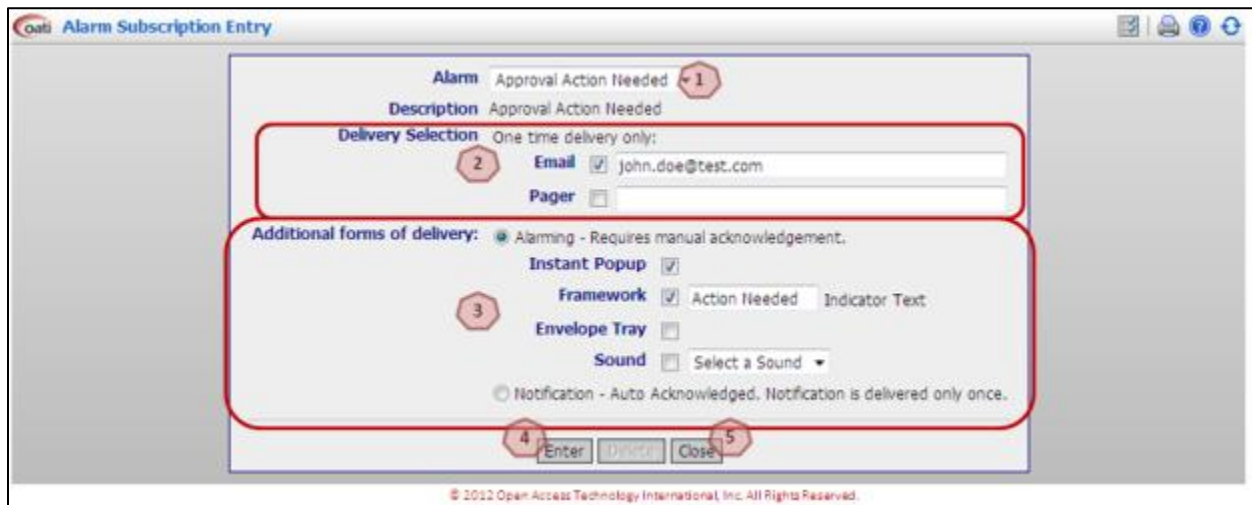 oati Alarm Subscription Entry
Alarm Approval Action Needed 1
Description Approval Action Needed
Delivery Selection One time delivery only:
2 Email john.doe@test.com
Pager
Additional forms of delivery: Alarming - Requires manual acknowledgement.
Instant Popup
3 Framework Action Needed Indicator Text
Envelope Tray
Sound Select a Sound
Notification - Auto Acknowledged. Notification is delivered only once.
4 Enter Delete Close 5
© 2012 Open Access Technology International, Inc. All Rights Reserved.